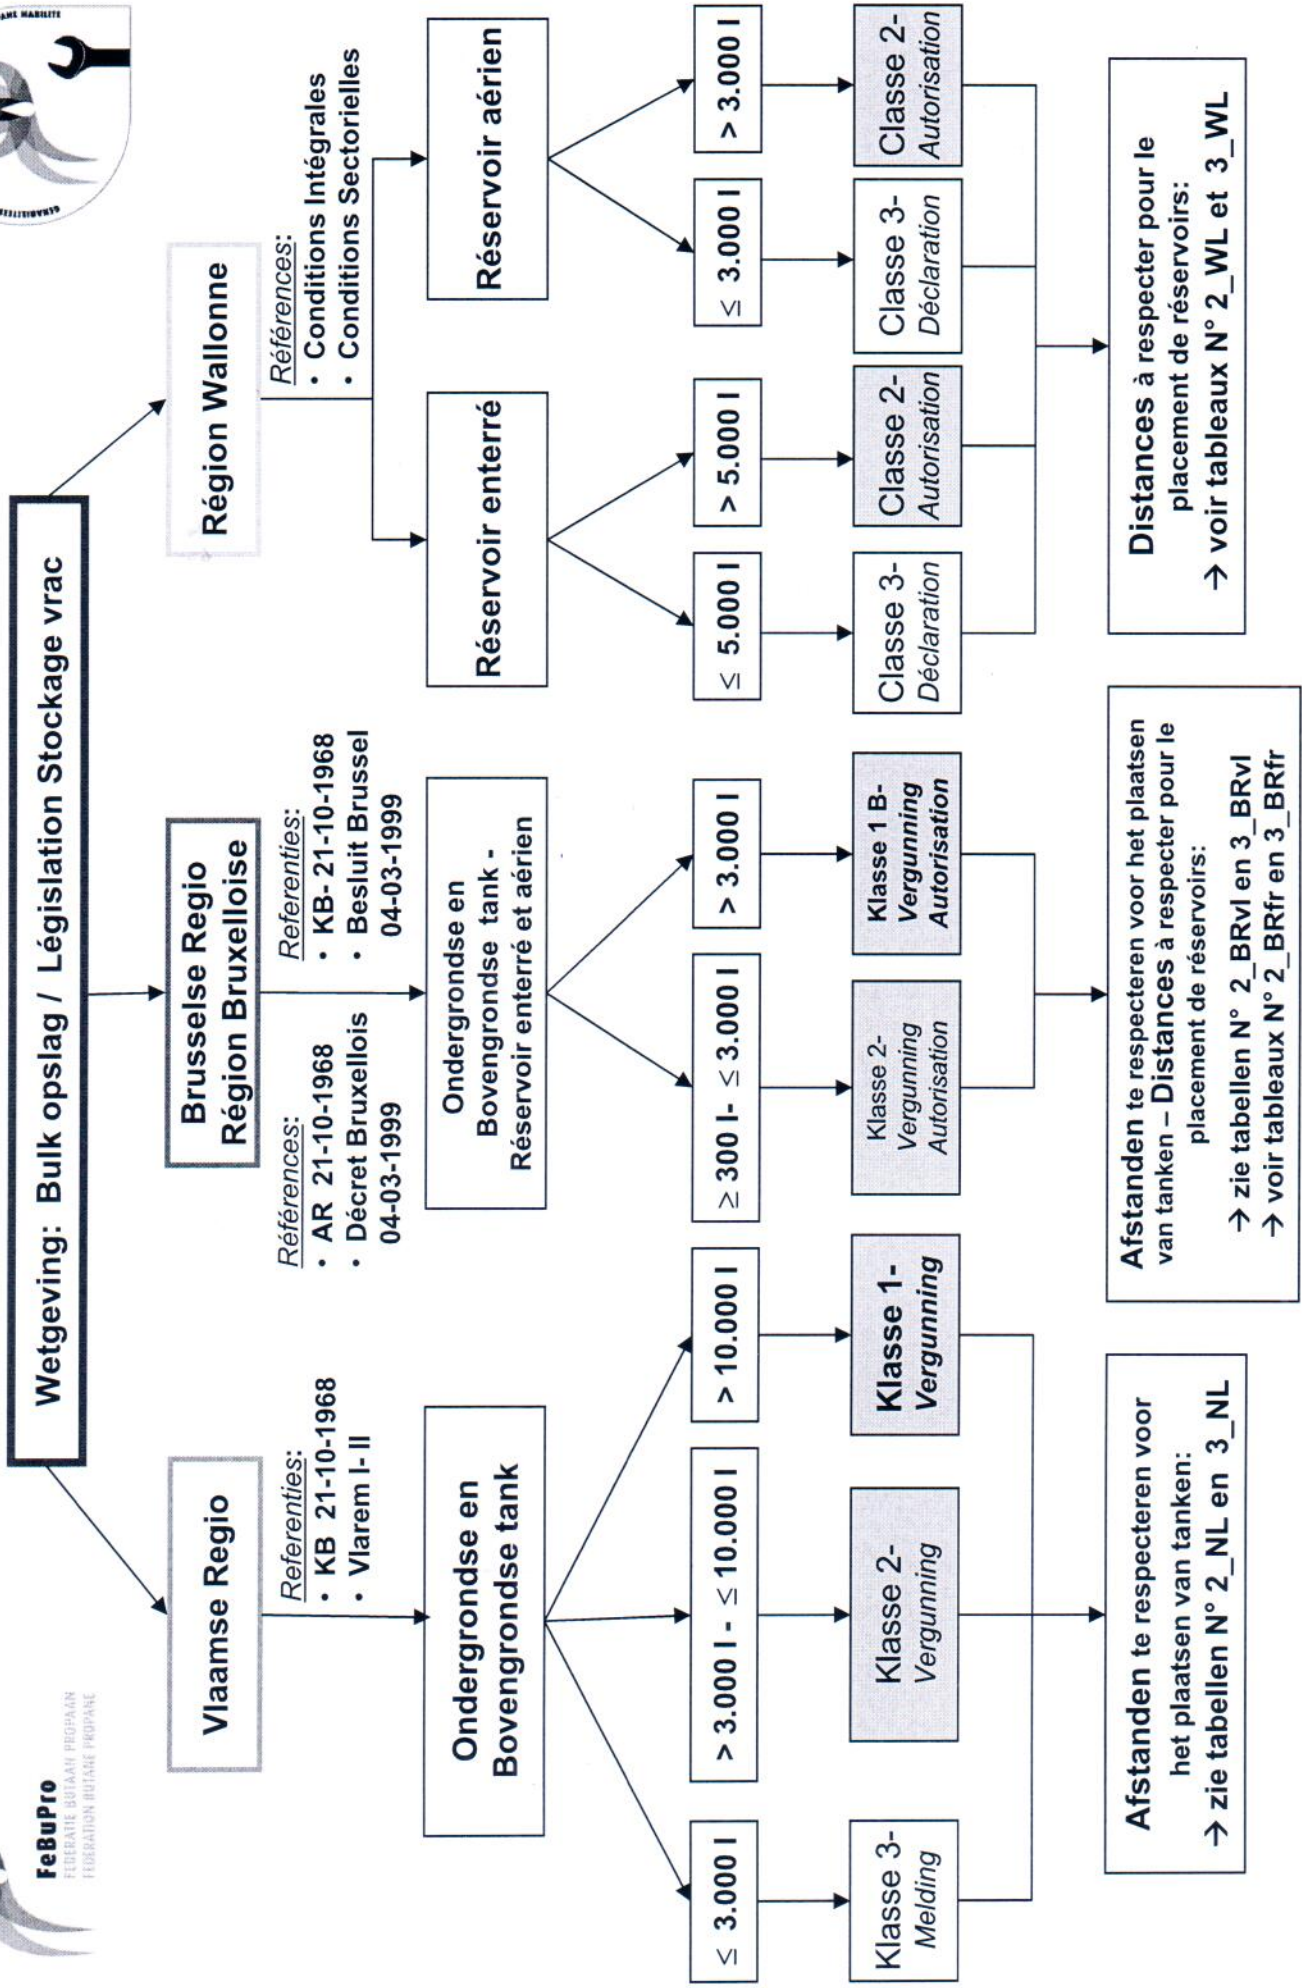 FeBuPro
FEDERATIE BUTAAN PROPAAN
FEDERATION BUTANE PROPANE
Wetgeving: Bulk opslag / Législation Stockage vrac
Vlaamse Regio
Referenties:
• KB 21-10-1968
• Vlarem I- II
Ondergrondse en
Bovengrondse tank
≤ 3.000 l
> 3.000 l - ≤ 10.000 l
> 10.000 l
Klasse 3-
Melding
Klasse 2-
Vergunning
Klasse 1-
Vergunning
Afstanden te respecteren voor
het plaatsen van tanken:
→ zie tabellen N° 2_NL en 3_NL
Brusselse Regio
Région Bruxelloise
Références:
• AR 21-10-1968
• Décret Bruxellois
04-03-1999
Referenties:
• KB- 21-10-1968
• Besluit Brussel
04-03-1999
Ondergrondse en
Bovengrondse tank -
Réservoir enterré et aérien
≥ 300 l- ≤ 3.000 l
> 3.000 l
Klasse 2-
Vergunning
Autorisation
Klasse 1 B-
Vergunning
Autorisation
Afstanden te respecteren voor het plaatsen
van tanken – Distances à respecter pour le
placement de réservoirs:
→ zie tabellen N° 2_BRvl en 3_BRvl
→ voir tableaux N° 2_BRfr en 3_BRfr
Région Wallonne
Références:
• Conditions Intégrales
• Conditions Sectorielles
Réservoir enterré
Réservoir aérien
≤ 5.000 l
> 5.000 l
≤ 3.000 l
> 3.000 l
Classe 3-
Déclaration
Classe 2-
Autorisation
Classe 3-
Déclaration
Classe 2-
Autorisation
Distances à respecter pour le
placement de réservoirs:
→ voir tableaux N° 2_WL et 3_WL